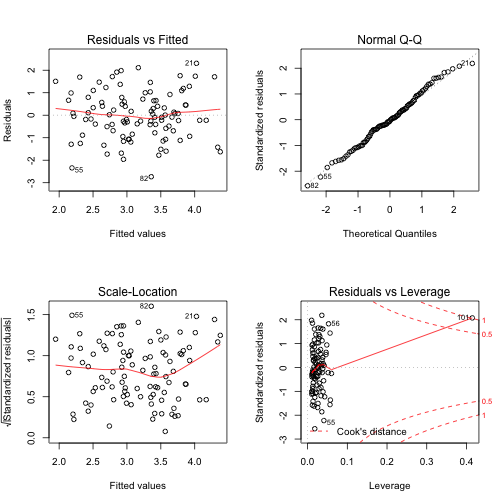 Residuals vs Fitted
Residuals
-3 -2 -1 0 1 2
21
55
82
2.0 2.5 3.0 3.5 4.0
Fitted values
Normal Q-Q
Standardized residuals
-2 -1 0 1 2
21
55
82
-2 -1 0 1 2
Theoretical Quantiles
Scale-Location
√|Standardized residuals|
0.0 0.5 1.0 1.5
82
55
21
2.0 2.5 3.0 3.5 4.0
Fitted values
Residuals vs Leverage
Standardized residuals
-3 -2 -1 0 1 2
101
56
55
1
0.5
0.5
1
Cook's distance
0.0 0.1 0.2 0.3 0.4
Leverage